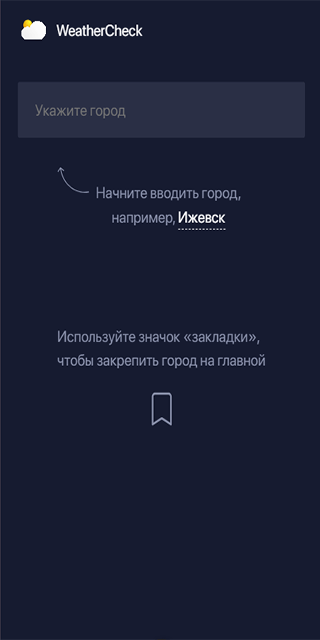 WeatherCheck
Укажите город
Начните вводить город,
например, Ижевск
Используйте значок «закладки»,
чтобы закрепить город на главной